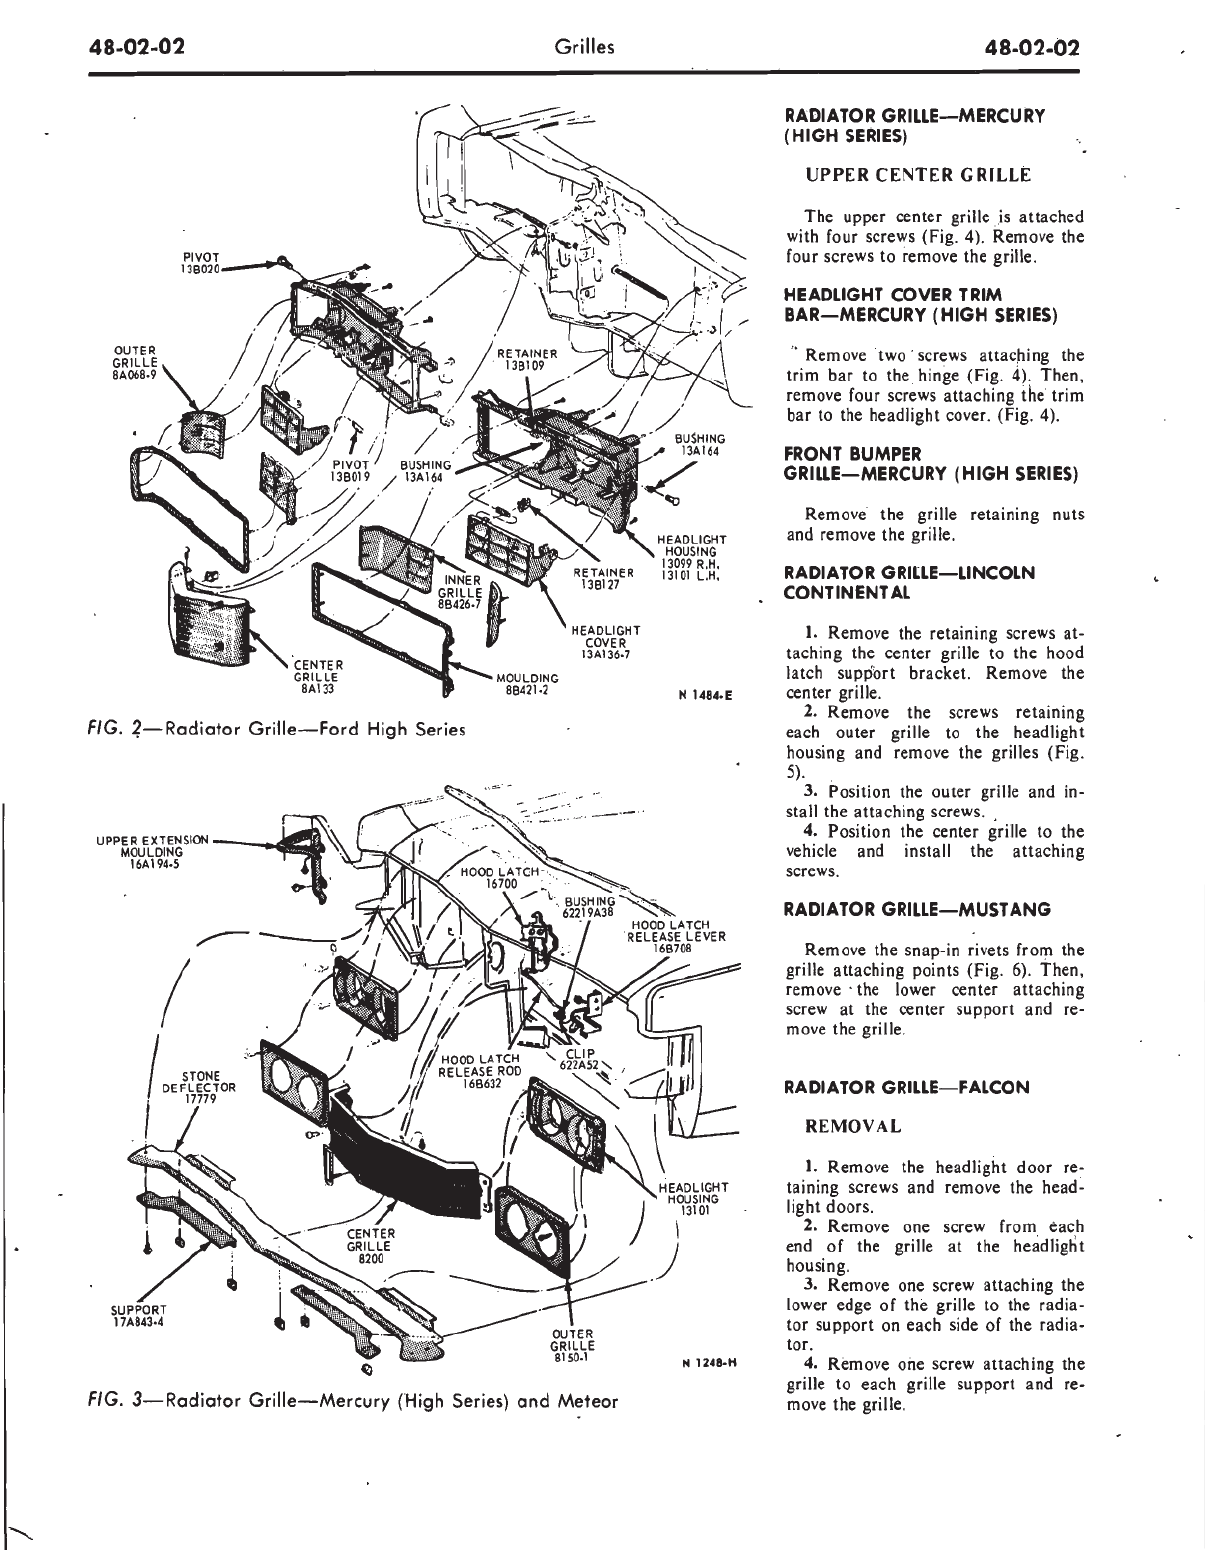 48-02-02
Grilles
48-02-02
PIVOT
13B020
OUTER
GRILLE
8A068-9
RETAINER
13B109
BUSHING
13A164
PIVOT
13B019
BUSHING
13A164
HEADLIGHT
HOUSING
13099 R.H.
13101 L.H.
RETAINER
13B127
INNER
GRILLE
8B426-7
HEADLIGHT
COVER
13A136-7
CENTER
GRILLE
8A133
MOULDING
8B421-2
N 1484-E
FIG. 2—Radiator Grille—Ford High Series
UPPER EXTENSION
MOULDING
16A194-5
HOOD LATCH
16700
BUSHING
62219A38
HOOD LATCH
RELEASE LEVER
16B708
HOOD LATCH
RELEASE ROD
16B632
CLIP
622A52
STONE
DEFLECTOR
17779
HEADLIGHT
HOUSING
13101
CENTER
GRILLE
8200
SUPPORT
17A843-4
OUTER
GRILLE
8150-1
N 1248-H
FIG. 3—Radiator Grille—Mercury (High Series) and Meteor
RADIATOR GRILLE—MERCURY
(HIGH SERIES)
UPPER CENTER GRILLE
The upper center grille is attached
with four screws (Fig. 4). Remove the
four screws to remove the grille.
HEADLIGHT COVER TRIM
BAR—MERCURY (HIGH SERIES)
Remove two screws attaching the
trim bar to the hinge (Fig. 4). Then,
remove four screws attaching the trim
bar to the headlight cover. (Fig. 4).
FRONT BUMPER
GRILLE—MERCURY (HIGH SERIES)
Remove the grille retaining nuts
and remove the grille.
RADIATOR GRILLE—LINCOLN
CONTINENTAL
1. Remove the retaining screws at-
taching the center grille to the hood
latch support bracket. Remove the
center grille.
2. Remove the screws retaining
each outer grille to the headlight
housing and remove the grilles (Fig.
5).
3. Position the outer grille and in-
stall the attaching screws.
4. Position the center grille to the
vehicle and install the attaching
screws.
RADIATOR GRILLE—MUSTANG
Remove the snap-in rivets from the
grille attaching points (Fig. 6). Then,
remove the lower center attaching
screw at the center support and re-
move the grille.
RADIATOR GRILLE—FALCON
REMOVAL
1. Remove the headlight door re-
taining screws and remove the head-
light doors.
2. Remove one screw from each
end of the grille at the headlight
housing.
3. Remove one screw attaching the
lower edge of the grille to the radia-
tor support on each side of the radia-
tor.
4. Remove one screw attaching the
grille to each grille support and re-
move the grille.